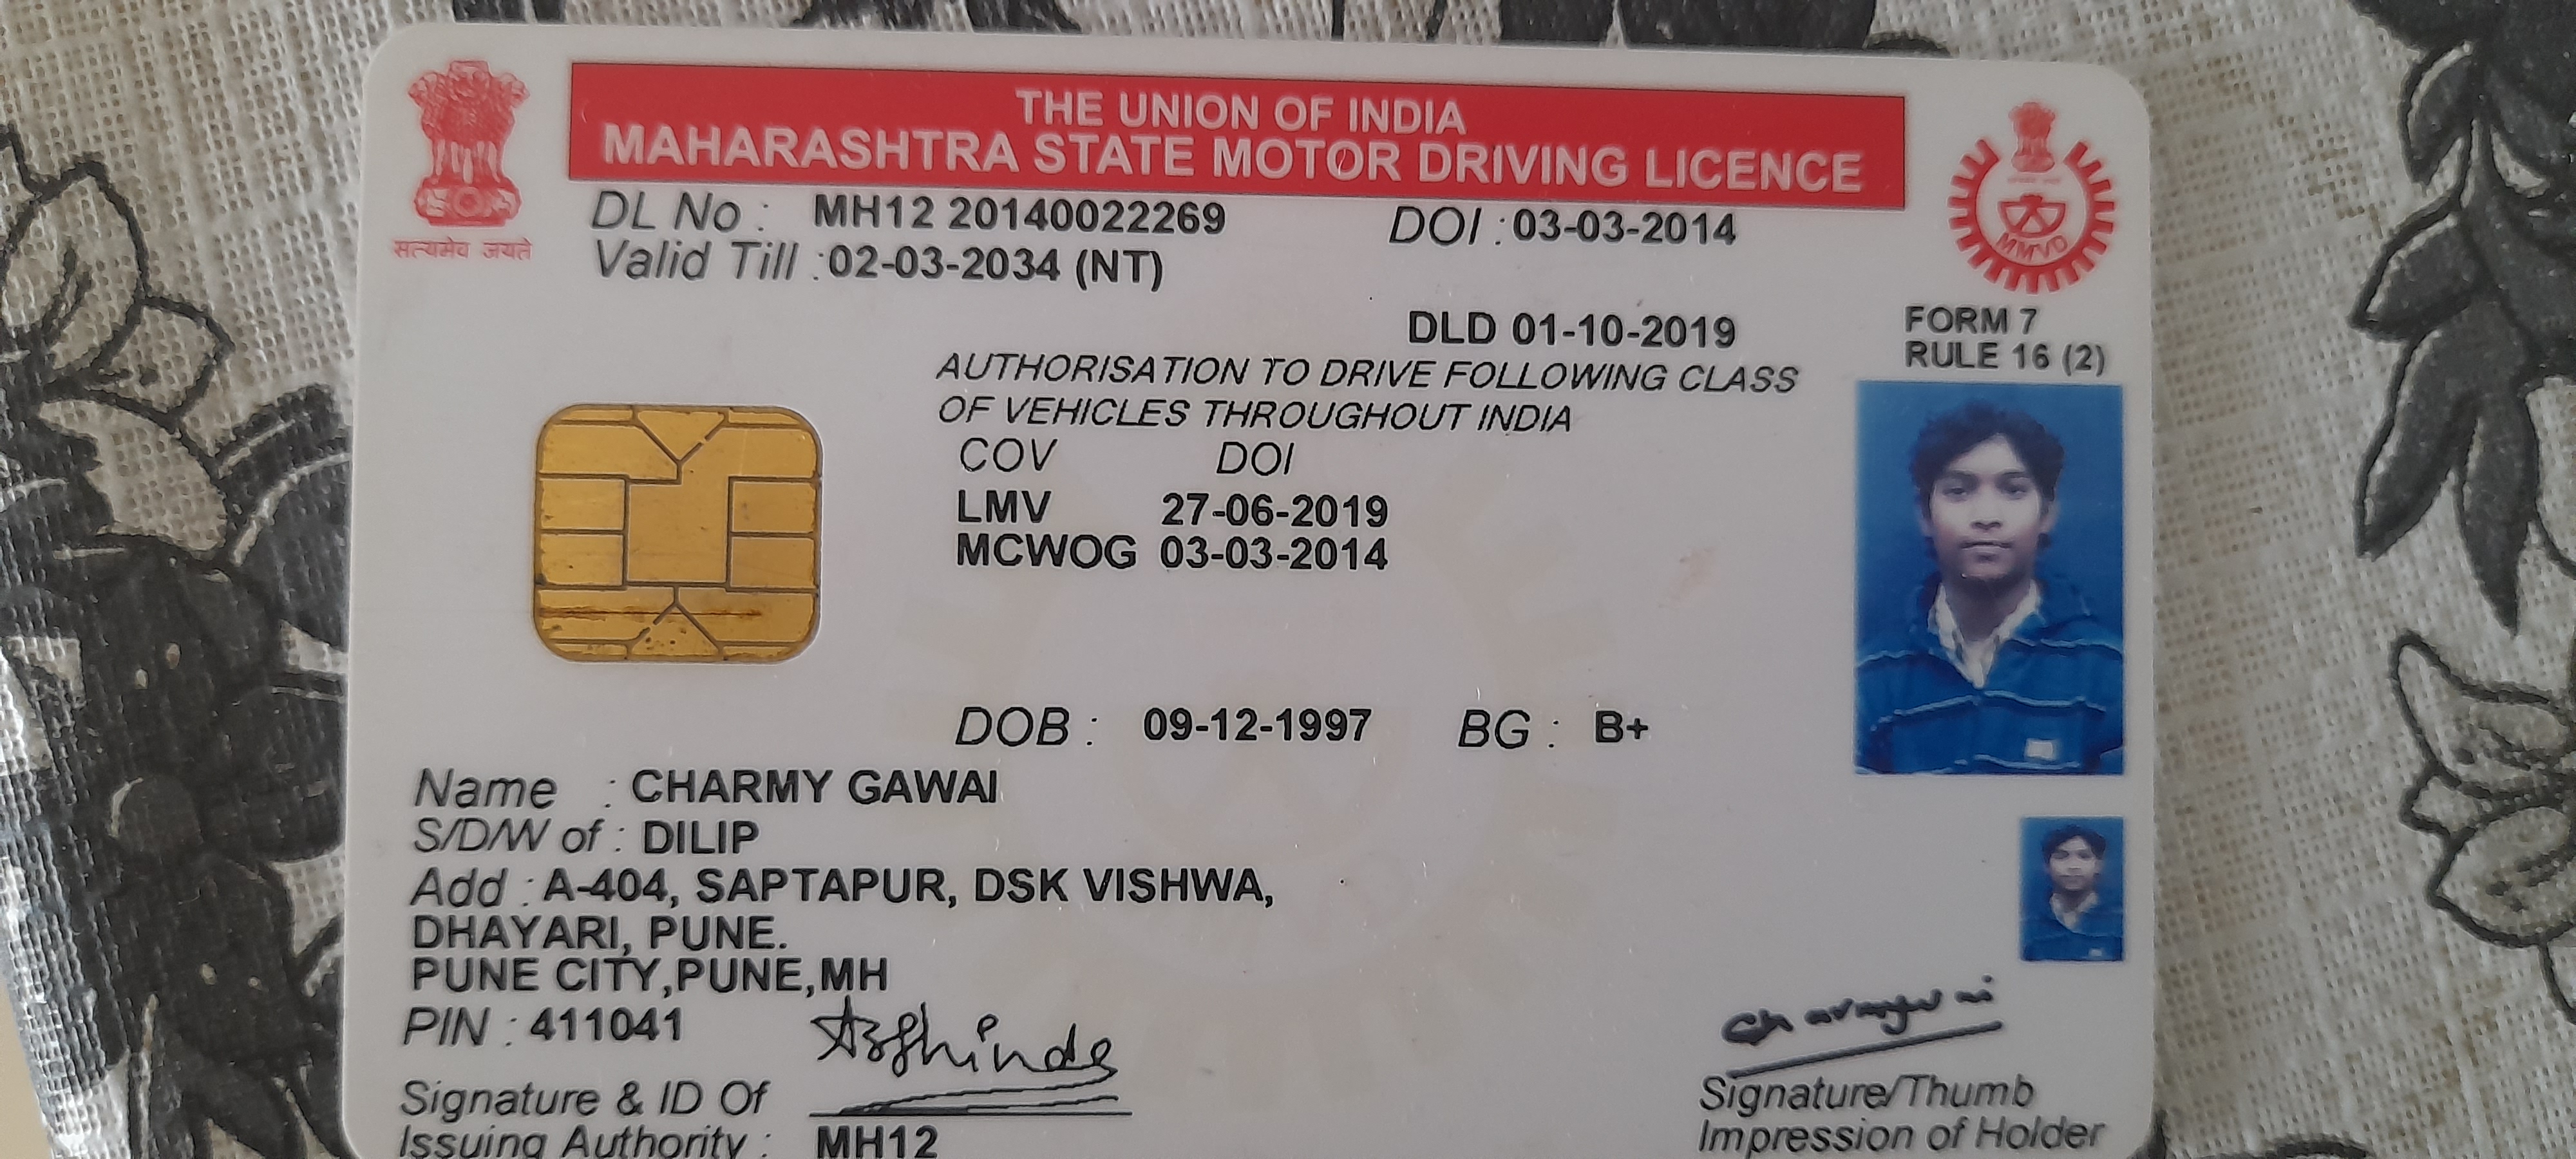 THE UNION OF INDIA
MAHARASHTRA STATE MOTOR DRIVING LICENCE
सत्यमेव जयते
DL No : MH12 20140022269 DOI : 03-03-2014
Valid Till : 02-03-2034 (NT)
MMVD
DLD 01-10-2019
FORM 7
RULE 16 (2)
AUTHORISATION TO DRIVE FOLLOWING CLASS
OF VEHICLES THROUGHOUT INDIA
COV DOI
LMV 27-06-2019
MCWOG 03-03-2014
DOB : 09-12-1997 BG : B+
Name : CHARMY GAWAI
S/D/W of : DILIP
Add : A-404, SAPTAPUR, DSK VISHWA,
DHAYARI, PUNE.
PUNE CITY,PUNE,MH
PIN : 411041
Signature & ID Of
Issuing Authority : MH12
Signature/Thumb
Impression of Holder